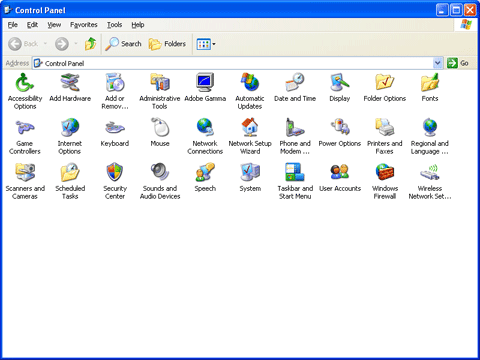 Control Panel
File Edit View Favorites Tools Help
Back Search Folders
Address Control Panel Go
Accessibility Options Add Hardware Add or Remov... Administrative Tools Adobe Gamma Automatic Updates Date and Time Display Folder Options Fonts
Game Controllers Internet Options Keyboard Mouse Network Connections Network Setup Wizard Phone and Modem ... Power Options Printers and Faxes Regional and Language ...
Scanners and Cameras Scheduled Tasks Security Center Sounds and Audio Devices Speech System Taskbar and Start Menu User Accounts Windows Firewall Wireless Network Set...